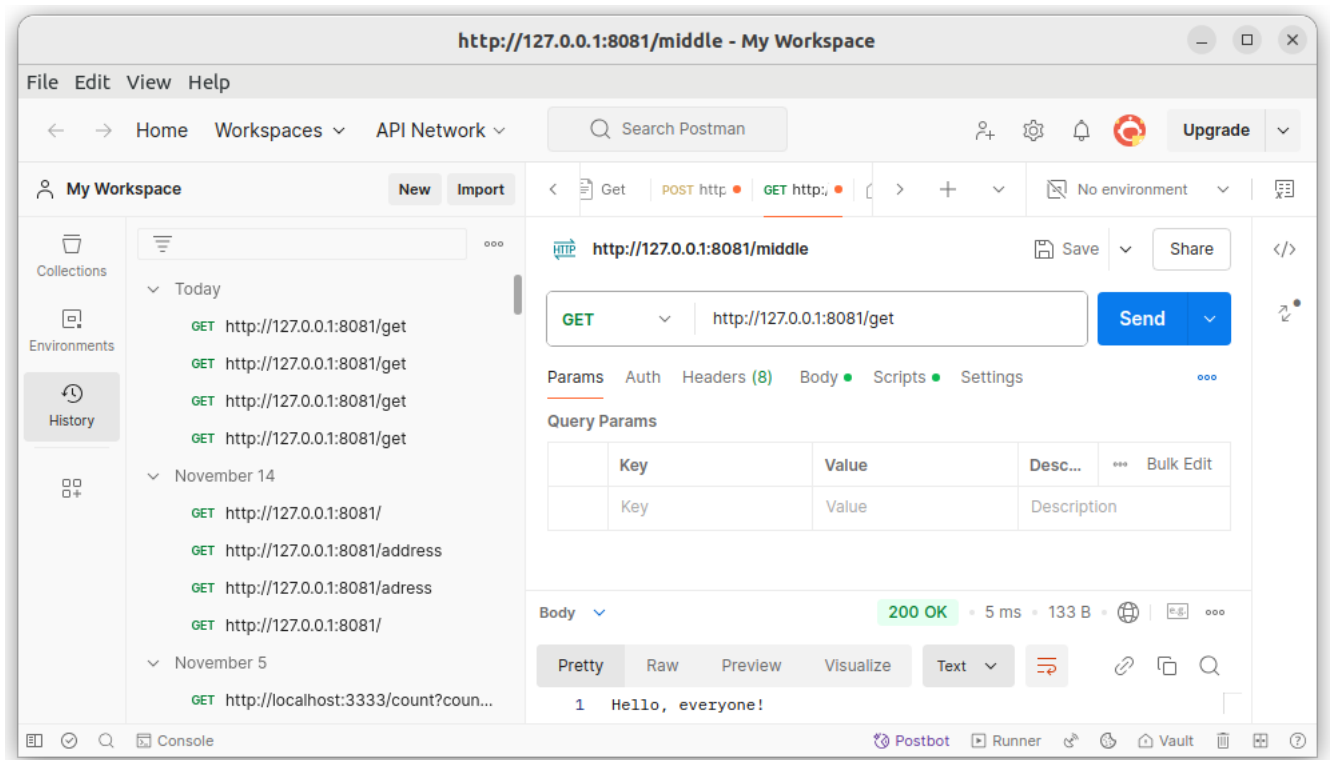 http://127.0.0.1:8081/middle - My Workspace
File Edit View Help
Home Workspaces API Network Search Postman Upgrade
My Workspace New Import Get POST http GET http:/ No environment
Collections
Environments
History
Today
GET http://127.0.0.1:8081/get
GET http://127.0.0.1:8081/get
GET http://127.0.0.1:8081/get
GET http://127.0.0.1:8081/get
November 14
GET http://127.0.0.1:8081/
GET http://127.0.0.1:8081/address
GET http://127.0.0.1:8081/adress
GET http://127.0.0.1:8081/
November 5
GET http://localhost:3333/count?coun...
HTTP http://127.0.0.1:8081/middle Save Share </>
GET http://127.0.0.1:8081/get Send
Params Auth Headers (8) Body Scripts Settings
Query Params
Key Value Desc... Bulk Edit
Key Value Description
Body 200 OK 5 ms 133 B e.g.
Pretty Raw Preview Visualize Text
1 Hello, everyone!
Console Postbot Runner Vault